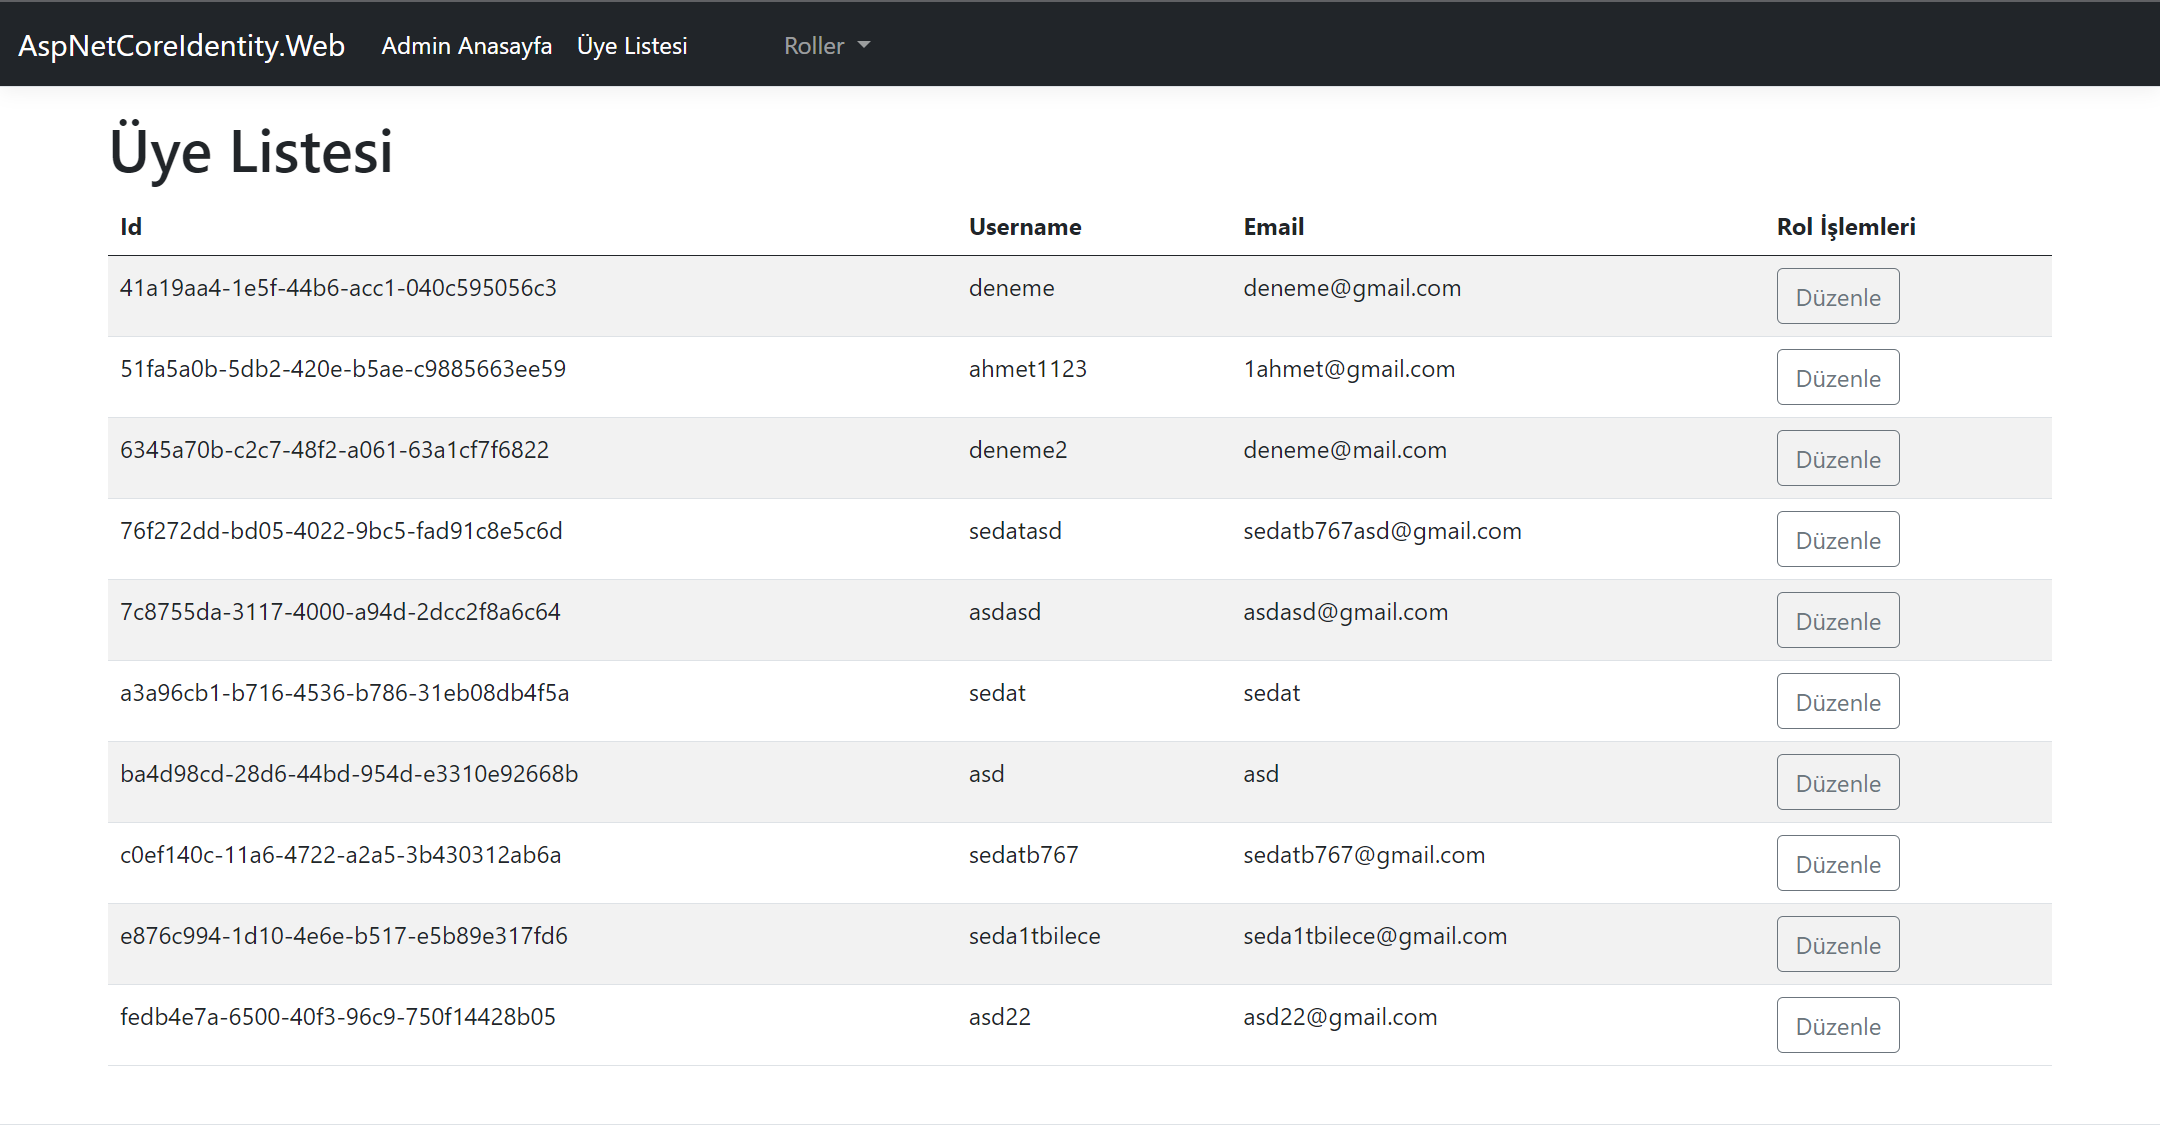 AspNetCoreIdentity.Web Admin Anasayfa Üye Listesi Roller
Üye Listesi
Id Username Email Rol İşlemleri
41a19aa4-1e5f-44b6-acc1-040c595056c3 deneme deneme@gmail.com Düzenle
51fa5a0b-5db2-420e-b5ae-c9885663ee59 ahmet1123 1ahmet@gmail.com Düzenle
6345a70b-c2c7-48f2-a061-63a1cf7f6822 deneme2 deneme@mail.com Düzenle
76f272dd-bd05-4022-9bc5-fad91c8e5c6d sedatasd sedatb767asd@gmail.com Düzenle
7c8755da-3117-4000-a94d-2dcc2f8a6c64 asdasd asdasd@gmail.com Düzenle
a3a96cb1-b716-4536-b786-31eb08db4f5a sedat sedat Düzenle
ba4d98cd-28d6-44bd-954d-e3310e92668b asd asd Düzenle
c0ef140c-11a6-4722-a2a5-3b430312ab6a sedatb767 sedatb767@gmail.com Düzenle
e876c994-1d10-4e6e-b517-e5b89e317fd6 seda1tbilece seda1tbilece@gmail.com Düzenle
fedb4e7a-6500-40f3-96c9-750f14428b05 asd22 asd22@gmail.com Düzenle